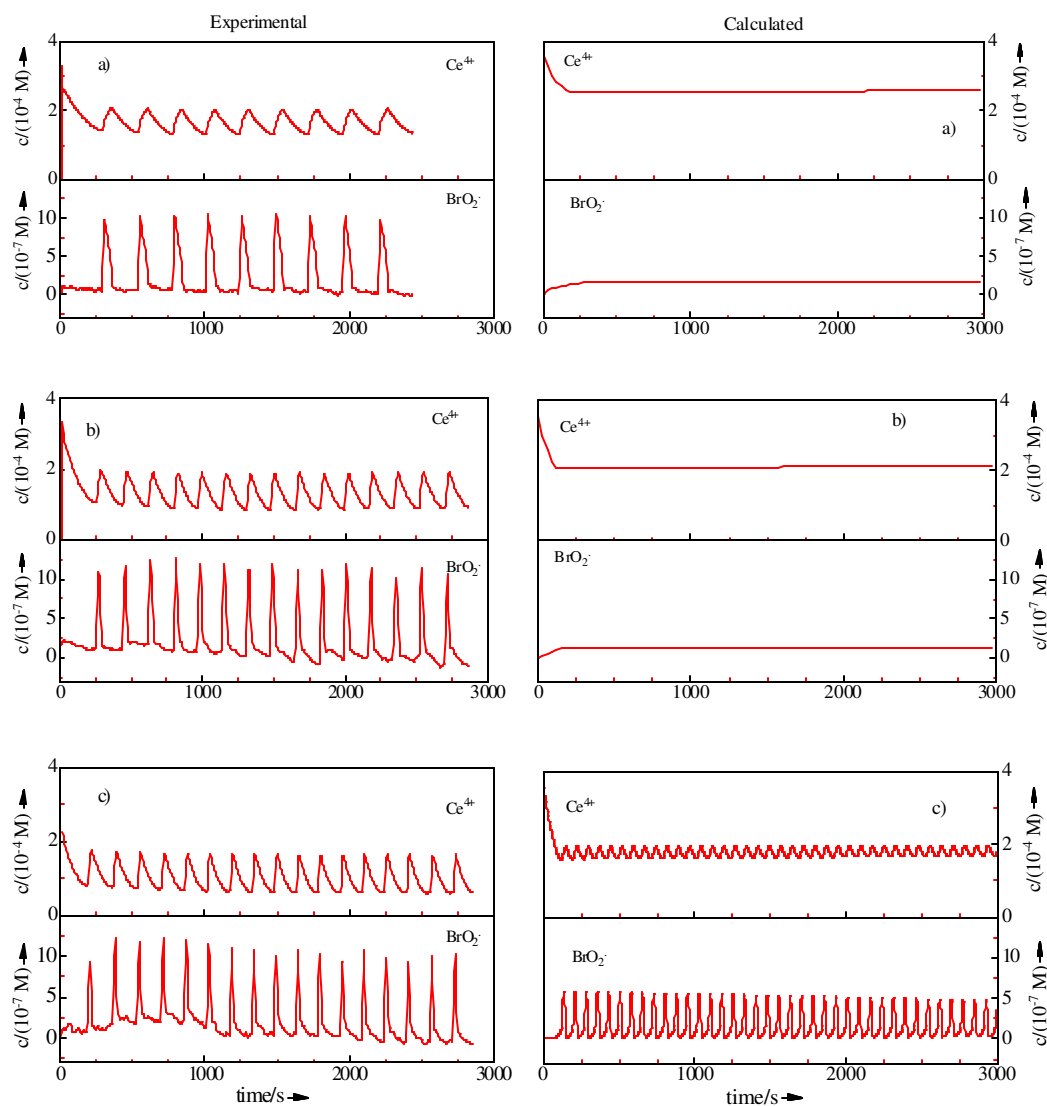 Experimental
Calculated
a)
Ce4+
c/(10-4 M)
4
2
0
BrO2·
c/(10-7 M)
10
5
0
0 1000 2000 3000
Ce4+
a)
c/(10-4 M)
4
2
0
BrO2·
c/(10-7 M)
10
5
0
0 1000 2000 3000
b)
Ce4+
c/(10-4 M)
4
2
0
BrO2·
c/(10-7 M)
10
5
0
0 1000 2000 3000
Ce4+
b)
c/(10-4 M)
4
2
0
BrO2·
c/(10-7 M)
10
5
0
0 1000 2000 3000
c)
Ce4+
c/(10-4 M)
4
2
0
BrO2·
c/(10-7 M)
10
5
0
0 1000 2000 3000
time/s
Ce4+
c)
c/(10-4 M)
4
2
0
BrO2·
c/(10-7 M)
10
5
0
0 1000 2000 3000
time/s